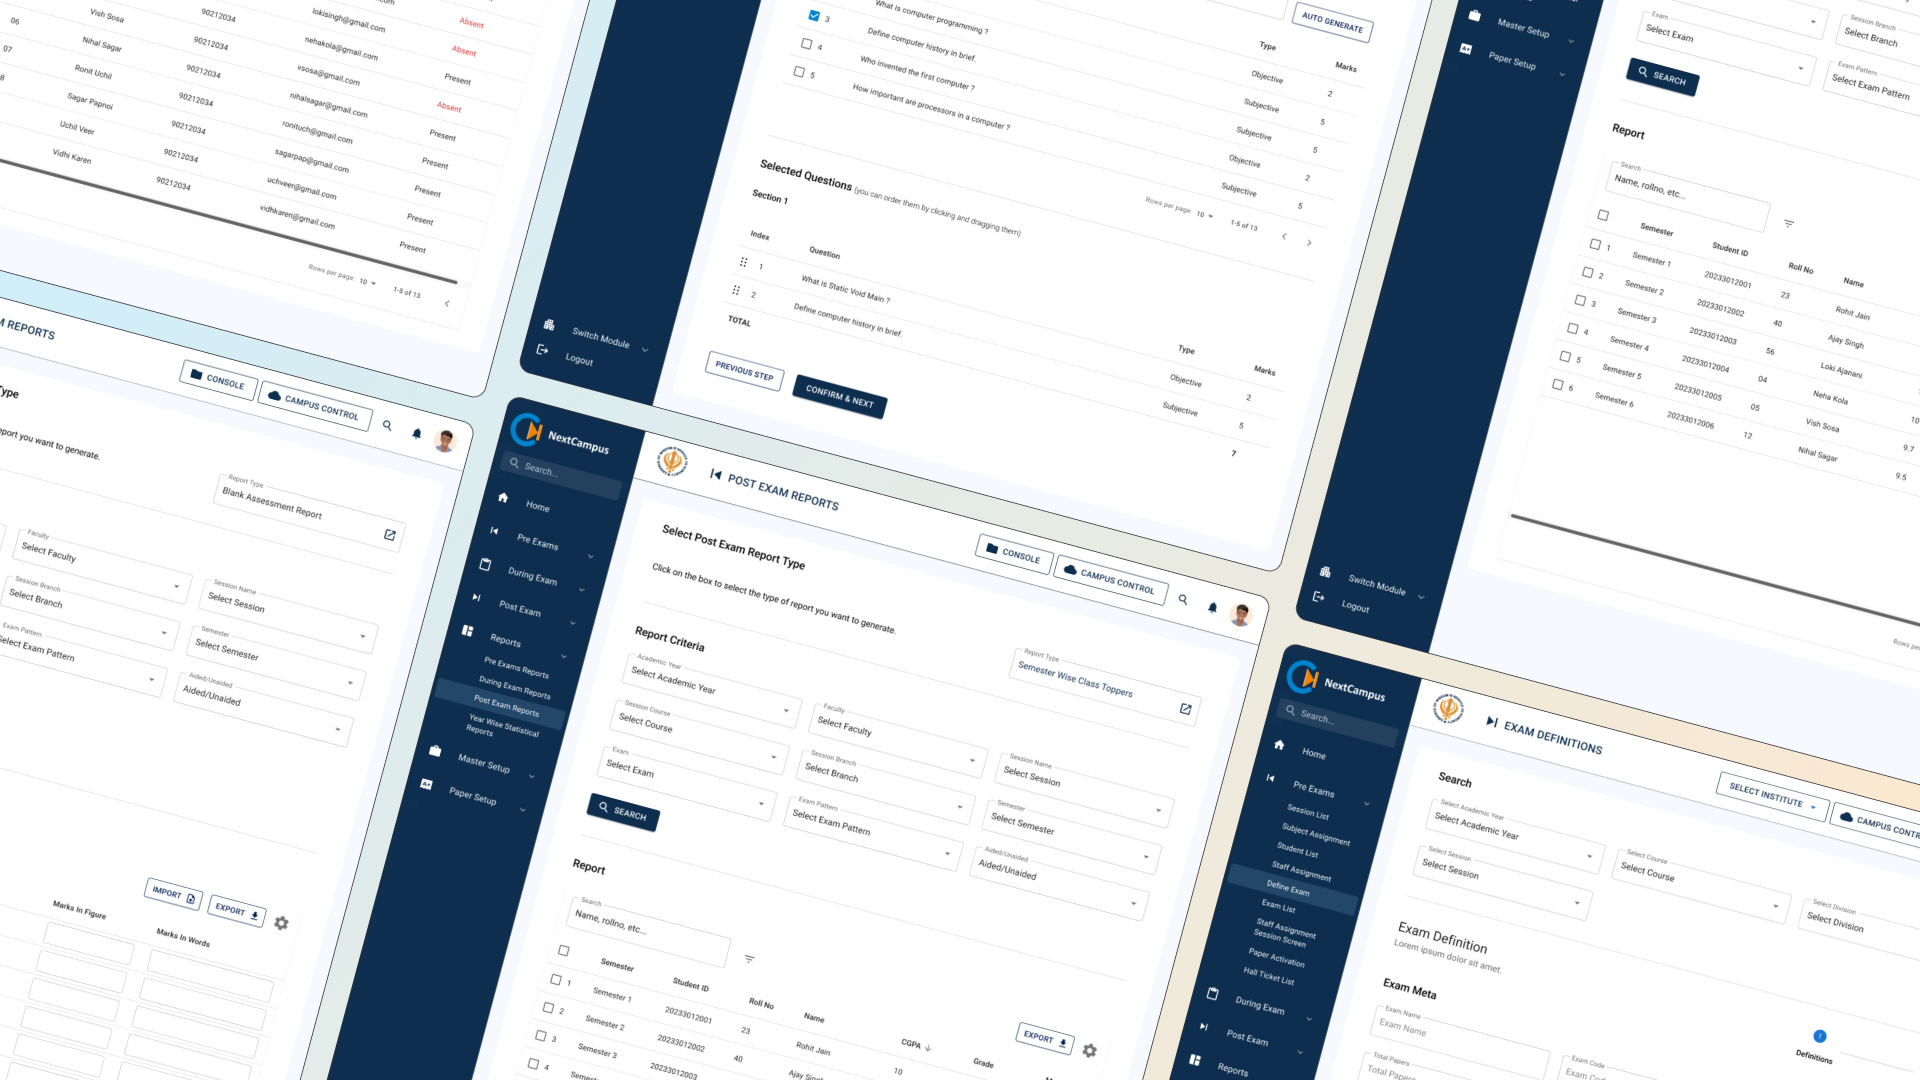 06 Vish Sosa 90212034 lokisingh@gmail.com Absent
07 Nihal Sagar 90212034 nehakola@gmail.com Absent
8 Ronit Uchil 90212034 vsosa@gmail.com Present
Sagar Papnoi 90212034 nihalsagar@gmail.com Absent
Uchil Veer 90212034 ronituch@gmail.com Present
Vidhi Karen 90212034 sagarpap@gmail.com Present
90212034 uchveer@gmail.com Present
vidhkaren@gmail.com Present
Present
Rows per page: 10 1-5 of 13
What is computer programming ?
AUTO GENERATE
Type Marks
3 Define computer history in brief. Objective 2
4 Who invented the first computer ? Subjective 5
5 How important are processors in a computer ? Subjective 5
Objective 2
Subjective 5
Rows per page: 10 1-5 of 13
Selected Questions (you can order them by clicking and dragging them)
Section 1
Index Question Type Marks
1 What is Static Void Main ? Objective 2
2 Define computer history in brief. Subjective 5
TOTAL 7
PREVIOUS STEP
CONFIRM & NEXT
Switch Module
Logout
Master Setup
Paper Setup
Exam
Select Exam
Session Branch
Select Branch
Exam Pattern
Select Exam Pattern
SEARCH
Report
Search
Name, rollno, etc...
Semester Student ID Roll No Name
1 Semester 1 20233012001 23 Rohit Jain
2 Semester 2 20233012002 40 Ajay Singh
3 Semester 3 20233012003 56 Loki Ajanani
4 Semester 4 20233012004 04 Neha Kola
5 Semester 5 20233012005 05 Vish Sosa
6 Semester 6 20233012006 12 Nihal Sagar
10
9.7
9.5
Rows per
Switch Module
Logout
M REPORTS
CONSOLE
CAMPUS CONTROL
Type
eport you want to generate.
Report Type
Blank Assessment Report
Faculty
Select Faculty
Session Name
Select Session
Session Branch
Select Branch
Semester
Select Semester
Exam Pattern
Select Exam Pattern
Aided/Unaided
Aided/Unaided
IMPORT
EXPORT
Marks In Figure
Marks In Words
NextCampus
Search...
Home
Pre Exams
During Exam
Post Exam
Reports
Pre Exams Reports
During Exam Reports
Post Exam Reports
Year Wise Statistical
Reports
Master Setup
Paper Setup
POST EXAM REPORTS
CONSOLE
CAMPUS CONTROL
Select Post Exam Report Type
Click on the box to select the type of report you want to generate.
Report Type
Semester Wise Class Toppers
Report Criteria
Academic Year
Select Academic Year
Faculty
Select Faculty
Session Name
Select Session
Session Course
Select Course
Session Branch
Select Branch
Semester
Select Semester
Exam
Select Exam
Exam Pattern
Select Exam Pattern
Aided/Unaided
Aided/Unaided
SEARCH
Report
Search
Name, rollno, etc...
EXPORT
Semester Student ID Roll No Name CGPA Grade
1 Semester 1 20233012001 23 Rohit Jain 10
2 Semester 2 20233012002 40
3 Semester 3 20233012003
4
NextCampus
Search...
Home
Pre Exams
Session List
Subject Assignment
Student List
Staff Assignment
Define Exam
Exam List
Staff Assignment
Session Screen
Paper Activation
Hall Ticket List
During Exam
Post Exam
Reports
EXAM DEFINITIONS
SELECT INSTITUTE
CAMPUS CONTR
Search
Select Academic Year
Select Academic Year
Select Course
Select Course
Select Session
Select Session
Select Division
Select Division
Exam Definition
Lorem ipsum dolor sit amet.
Definitions
Exam Meta
Exam Name
Exam Name
Exam Code
Total Papers